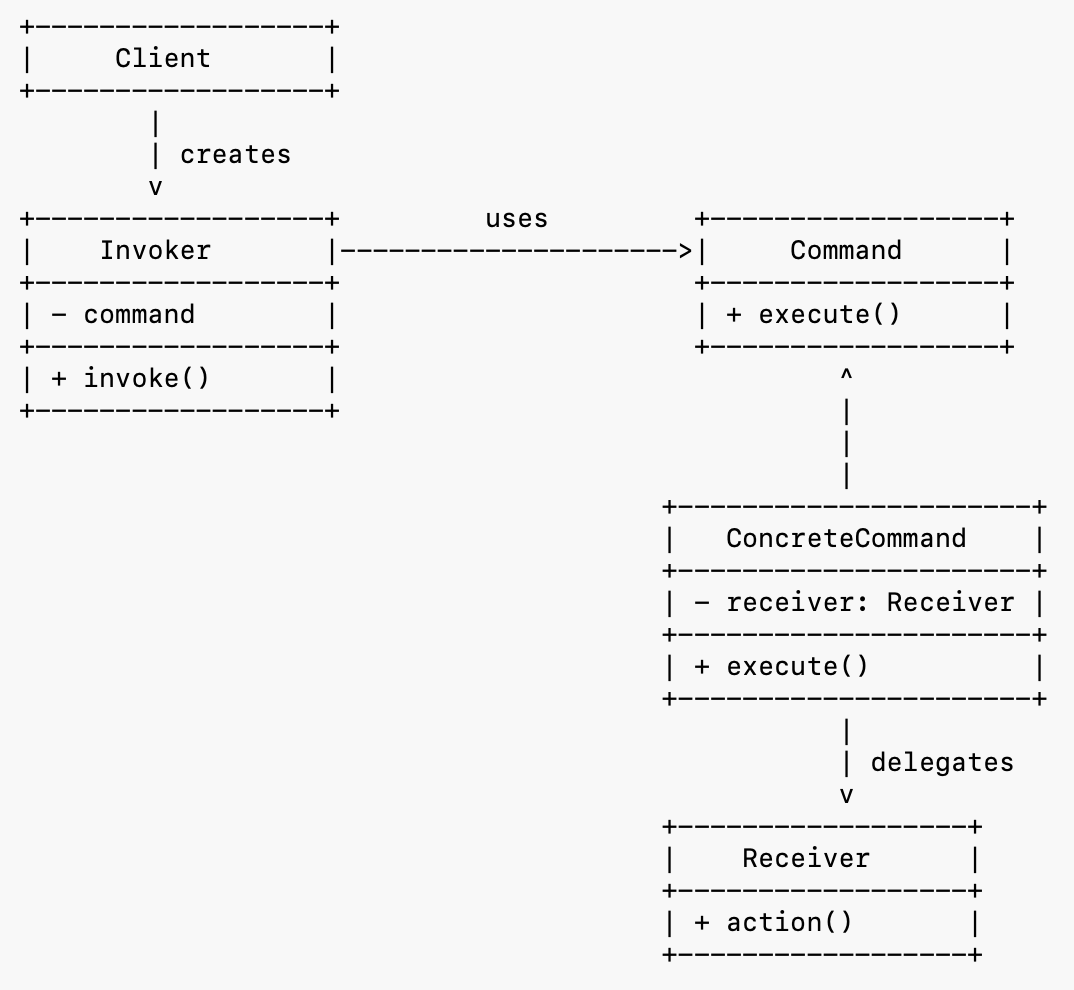 +------------------+
|     Client       |
+------------------+
        |
        | creates
        v
+------------------+         uses         +------------------+
|    Invoker       |--------------------->|     Command      |
+------------------+                      +------------------+
| - command        |                      | + execute()      |
+------------------+                      +------------------+
| + invoke()       |                               ^
+------------------+                               |
                                                   |
                                                   |
                                        +----------------------+
                                        |   ConcreteCommand    |
                                        +----------------------+
                                        | - receiver: Receiver |
                                        +----------------------+
                                        | + execute()          |
                                        +----------------------+
                                                   |
                                                   | delegates
                                                   v
                                        +------------------+
                                        |    Receiver      |
                                        +------------------+
                                        | + action()       |
                                        +------------------+